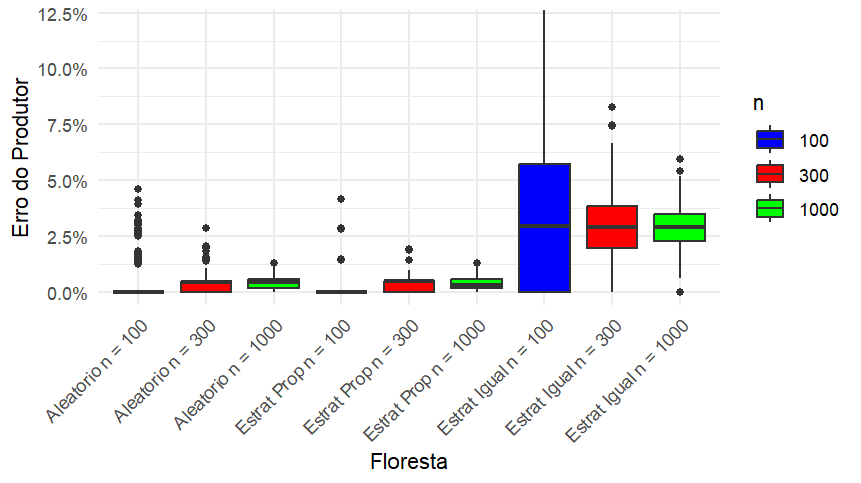 12.5%
10.0%
7.5%
5.0%
2.5%
0.0%
Erro do Produtor
Aleatorio n = 100
Aleatorio n = 300
Aleatorio n = 1000
Estrat Prop n = 100
Estrat Prop n = 300
Estrat Prop n = 1000
Estrat Igual n = 100
Estrat Igual n = 300
Estrat Igual n = 1000
Floresta
n
100
300
1000